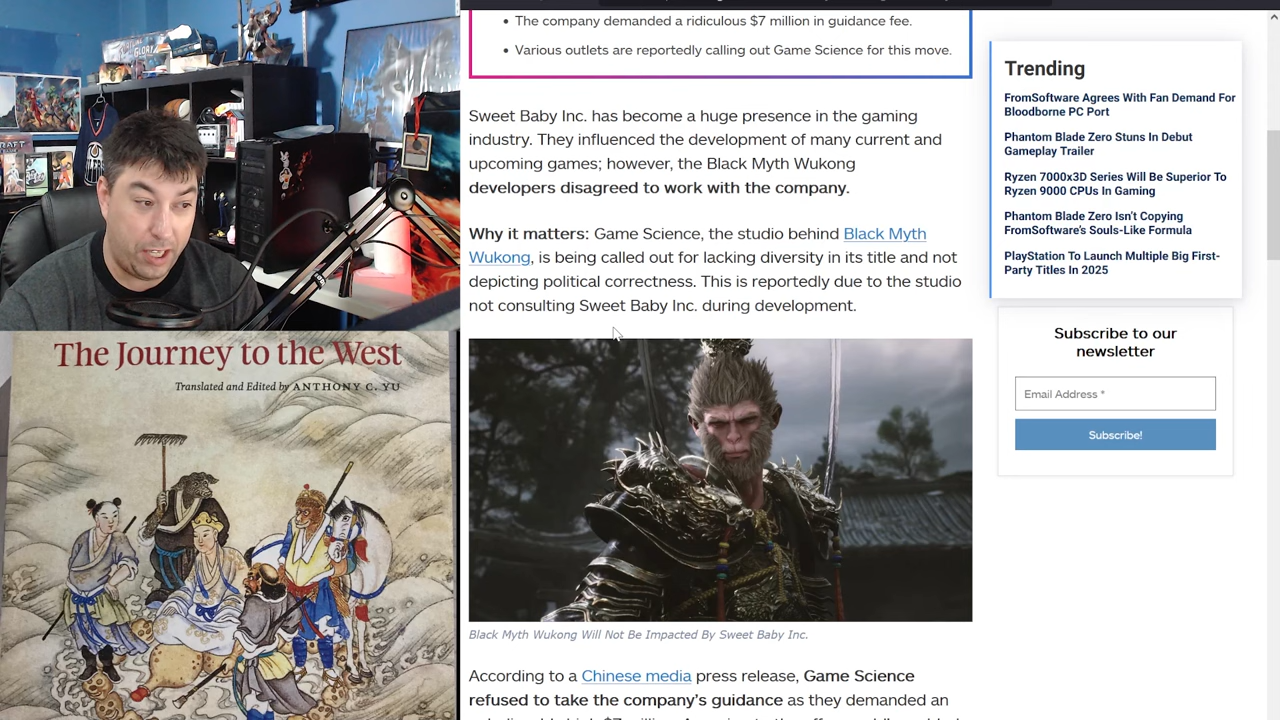 The company demanded a ridiculous $7 million in guidance fee.
Various outlets are reportedly calling out Game Science for this move.
Sweet Baby Inc. has become a huge presence in the gaming
industry. They influenced the development of many current and
upcoming games; however, the Black Myth Wukong
developers disagreed to work with the company.
Why it matters: Game Science, the studio behind Black Myth
Wukong, is being called out for lacking diversity in its title and not
depicting political correctness. This is reportedly due to the studio
not consulting Sweet Baby Inc. during development.
Black Myth Wukong Will Not Be Impacted By Sweet Baby Inc.
According to a Chinese media press release, Game Science
refused to take the company's guidance as they demanded an
Trending
FromSoftware Agrees With Fan Demand For
Bloodborne PC Port
Phantom Blade Zero Stuns In Debut
Gameplay Trailer
Ryzen 7000x3D Series Will Be Superior To
Ryzen 9000 CPUs In Gaming
Phantom Blade Zero Isn't Copying
FromSoftware's Souls-Like Formula
PlayStation To Launch Multiple Big First-
Party Titles In 2025
Subscribe to our
newsletter
Email Address *
Subscribe!
The Journey to the West
Translated and Edited by ANTHONY C. YU